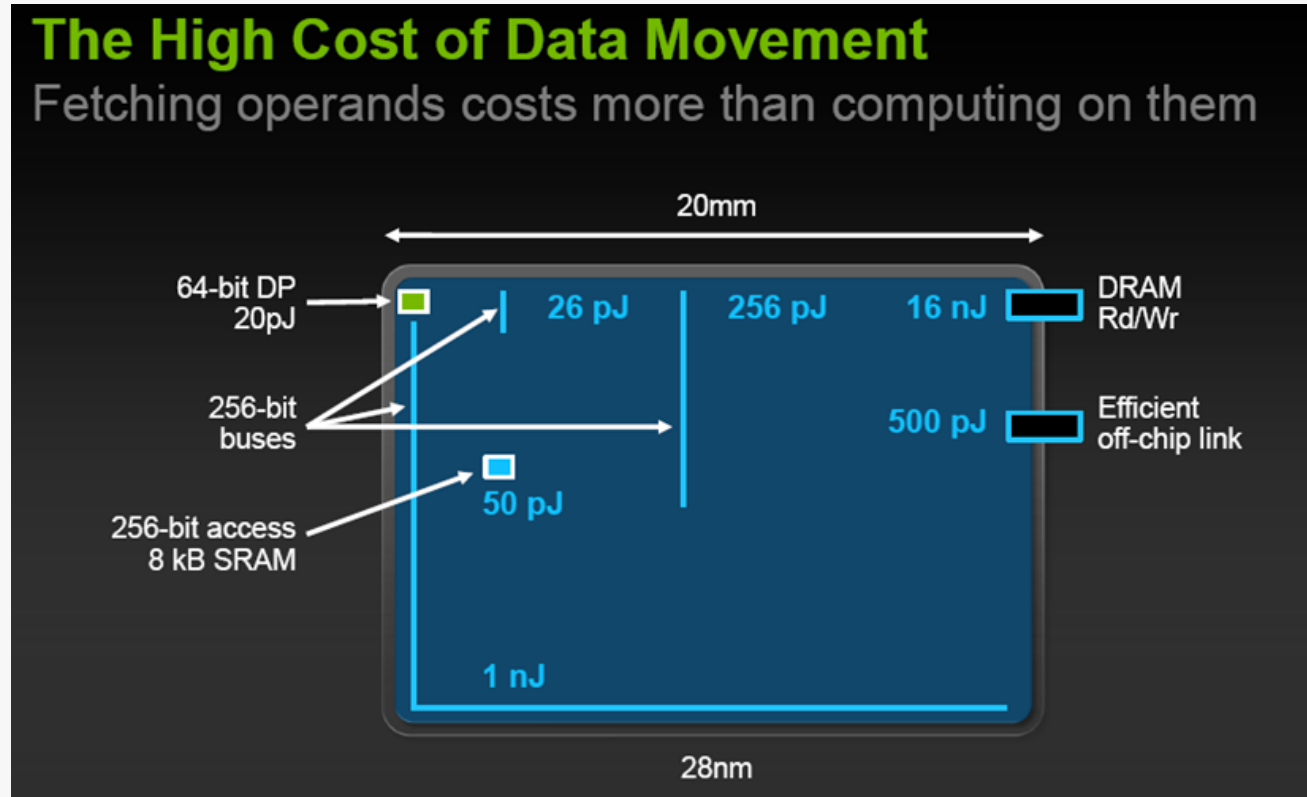 The High Cost of Data Movement
Fetching operands costs more than computing on them
20mm
64-bit DP
20pJ
26 pJ
256 pJ
16 nJ
DRAM
Rd/Wr
256-bit
buses
500 pJ
Efficient
off-chip link
50 pJ
256-bit access
8 kB SRAM
1 nJ
28nm